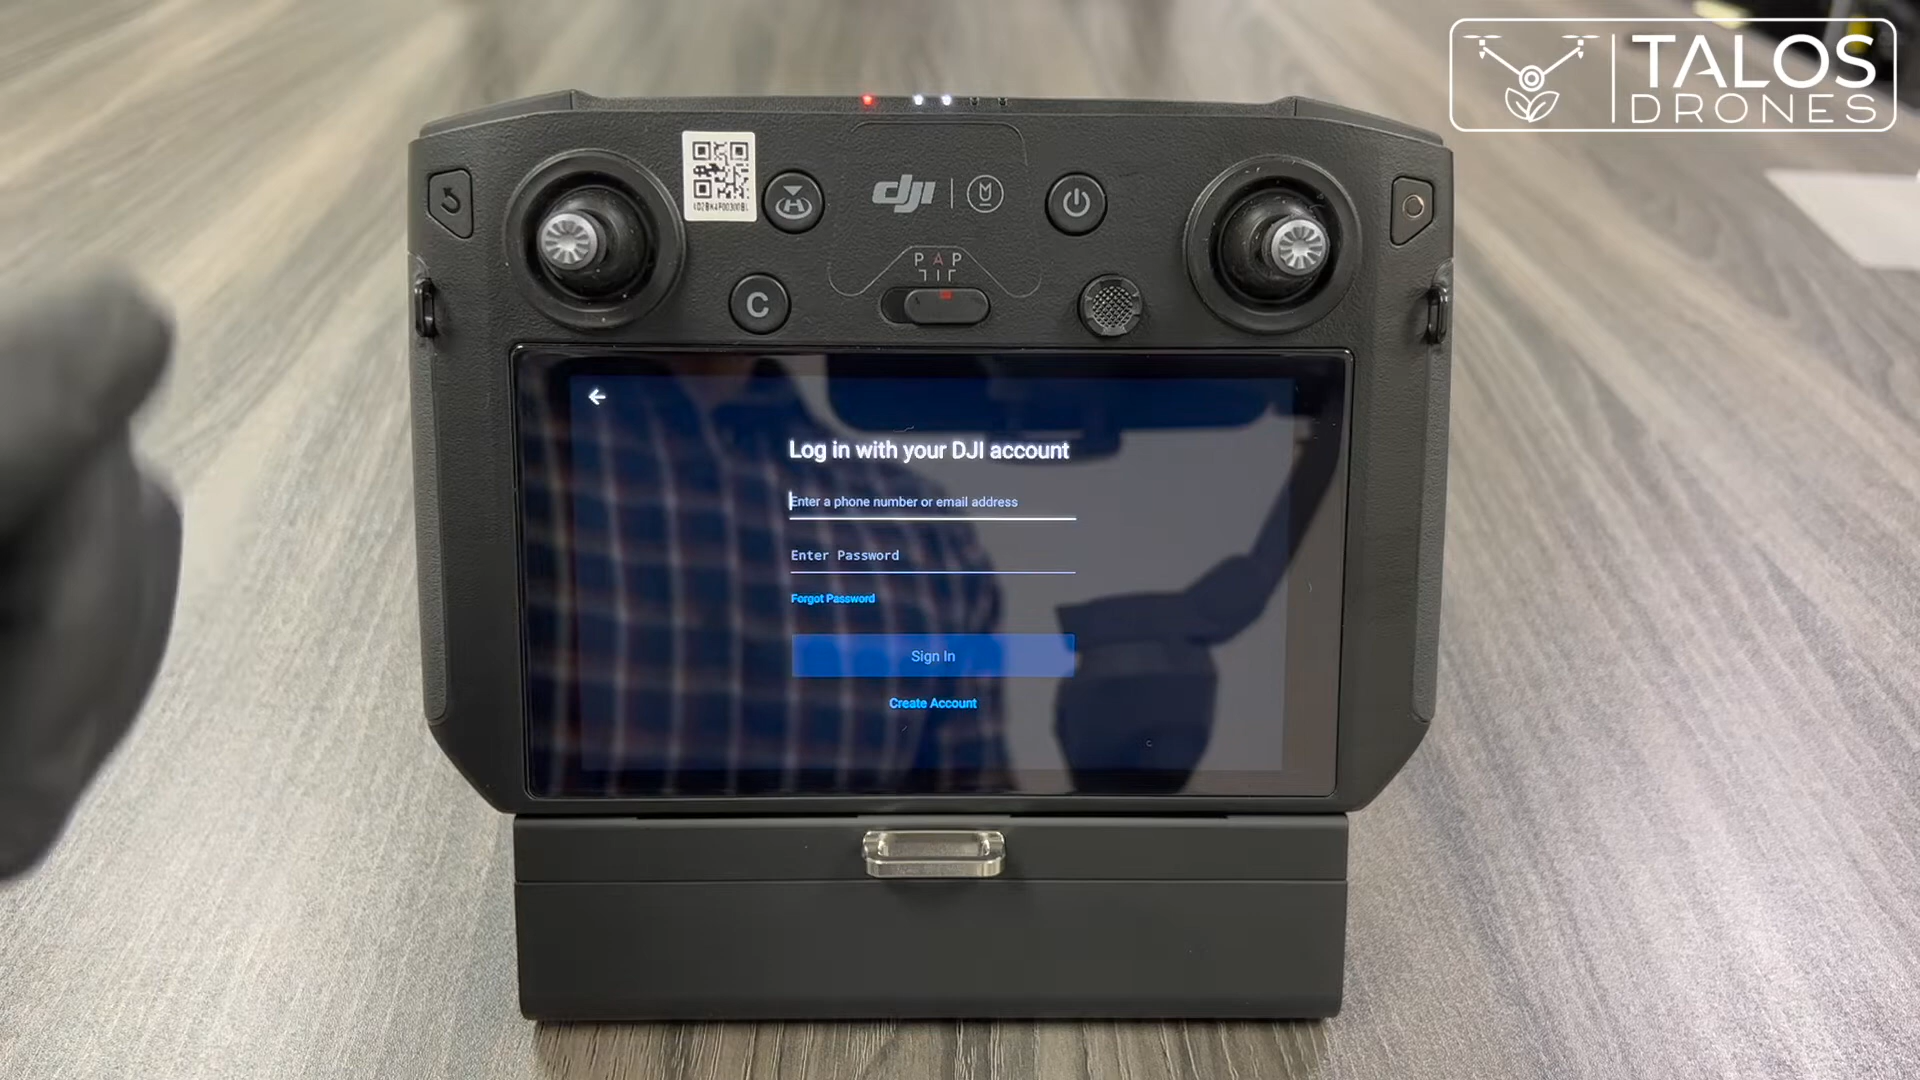 TALOS
DRONES
dji
P A P
C
Log in with your DJI account
Enter a phone number or email address
Enter Password
Forgot Password
Sign In
Create Account